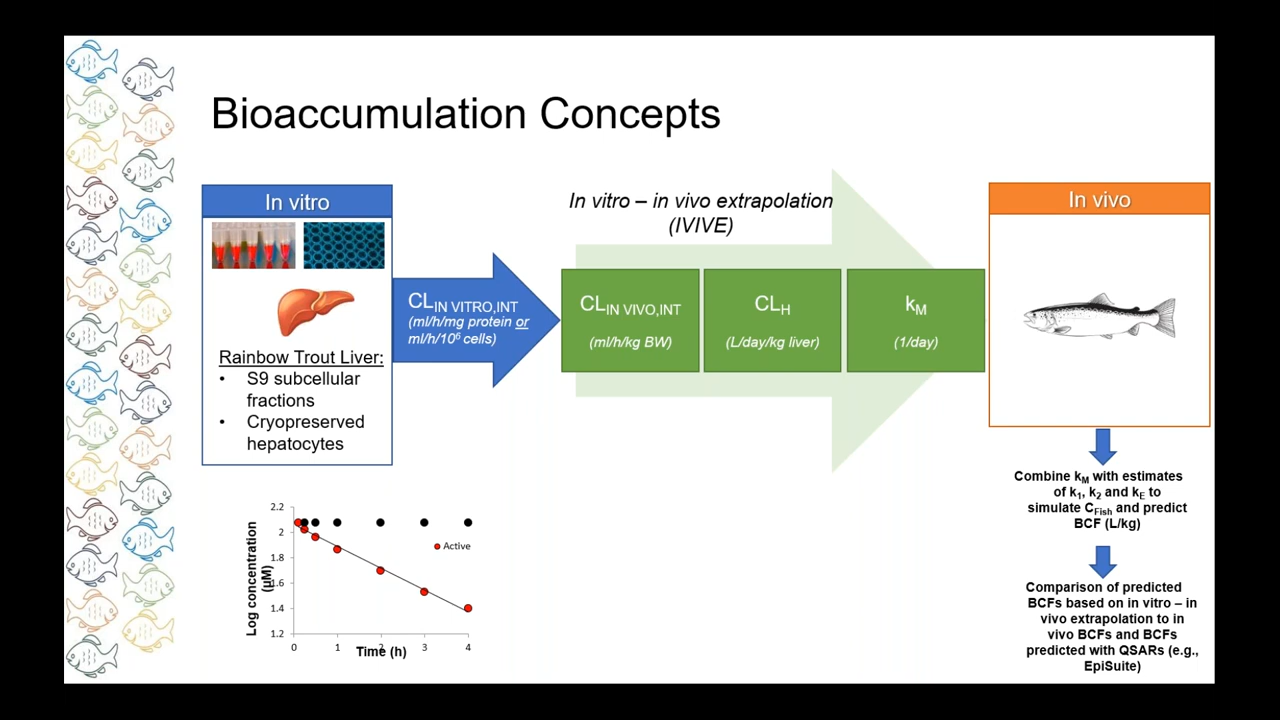 Bioaccumulation Concepts
In vitro
Rainbow Trout Liver:
• S9 subcellular
fractions
• Cryopreserved
hepatocytes
CL_IN VITRO,INT
(ml/h/mg protein or
ml/h/10⁶ cells)
In vitro – in vivo extrapolation
(IVIVE)
CL_IN VIVO,INT
(ml/h/kg BW)
CL_H
(L/day/kg liver)
k_M
(1/day)
In vivo
Combine k_M with estimates
of k₁, k₂ and k_E to
simulate C_Fish and predict
BCF (L/kg)
Comparison of predicted
BCFs based on in vitro – in
vivo extrapolation to in
vivo BCFs and BCFs
predicted with QSARs (e.g.,
EpiSuite)
Log concentration
(µM)
2.2
2
1.8
1.6
1.4
1.2
0 1 2 3 4
Time (h)
Active